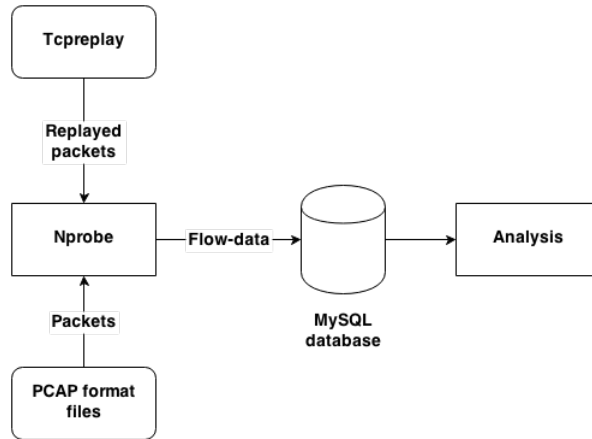 Tcpreplay
Replayed
packets
Nprobe
Flow-data
MySQL
database
Analysis
Packets
PCAP format
files